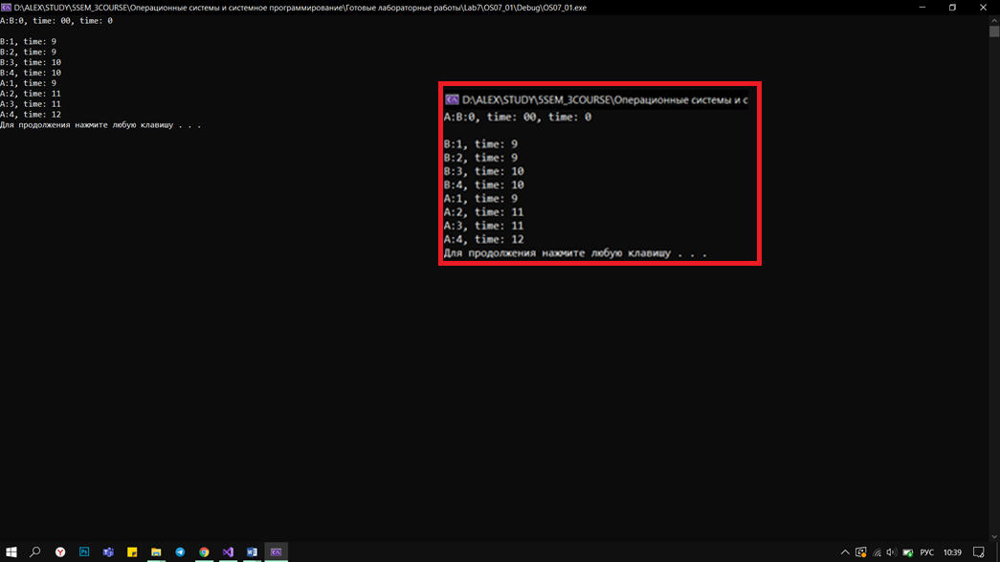 D:\ALEX\STUDY\5SEM_3COURSE\Операционные системы и системное программирование\Готовые лабораторные работы\Lab7\OS07_01\Debug\OS07_01.exe
A:B:0, time: 00, time: 0
B:1, time: 9
B:2, time: 9
B:3, time: 10
B:4, time: 10
A:1, time: 9
A:2, time: 11
A:3, time: 11
A:4, time: 12
Для продолжения нажмите любую клавишу . . .
D:\ALEX\STUDY\5SEM_3COURSE\Операционные системы и с
A:B:0, time: 00, time: 0
B:1, time: 9
B:2, time: 9
B:3, time: 10
B:4, time: 10
A:1, time: 9
A:2, time: 11
A:3, time: 11
A:4, time: 12
Для продолжения нажмите любую клавишу . . .
РУС 10:39